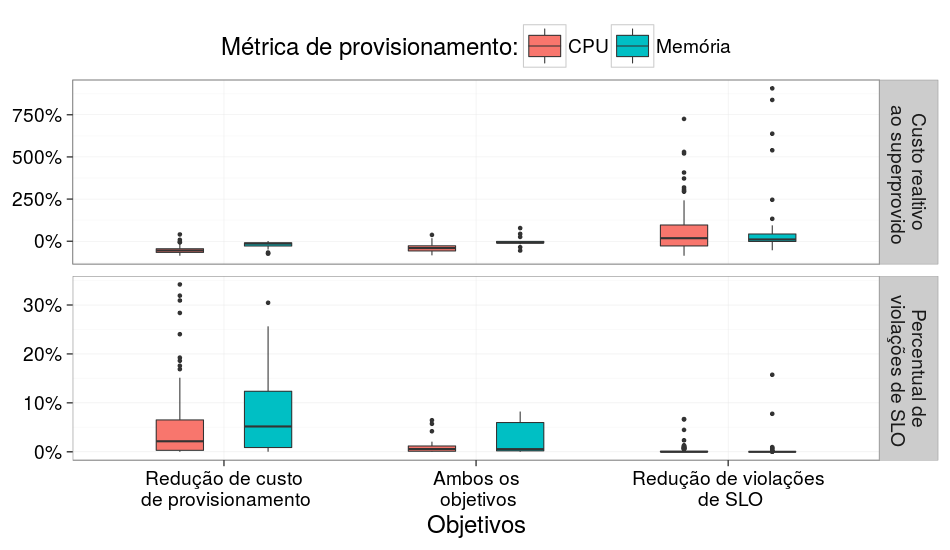 Métrica de provisionamento: CPU Memória
750%
500%
250%
0%
Custo realtivo
ao superprovido
30%
20%
10%
0%
Percentual de
violações de SLO
Redução de custo
de provisionamento
Ambos os
objetivos
Redução de violações
de SLO
Objetivos